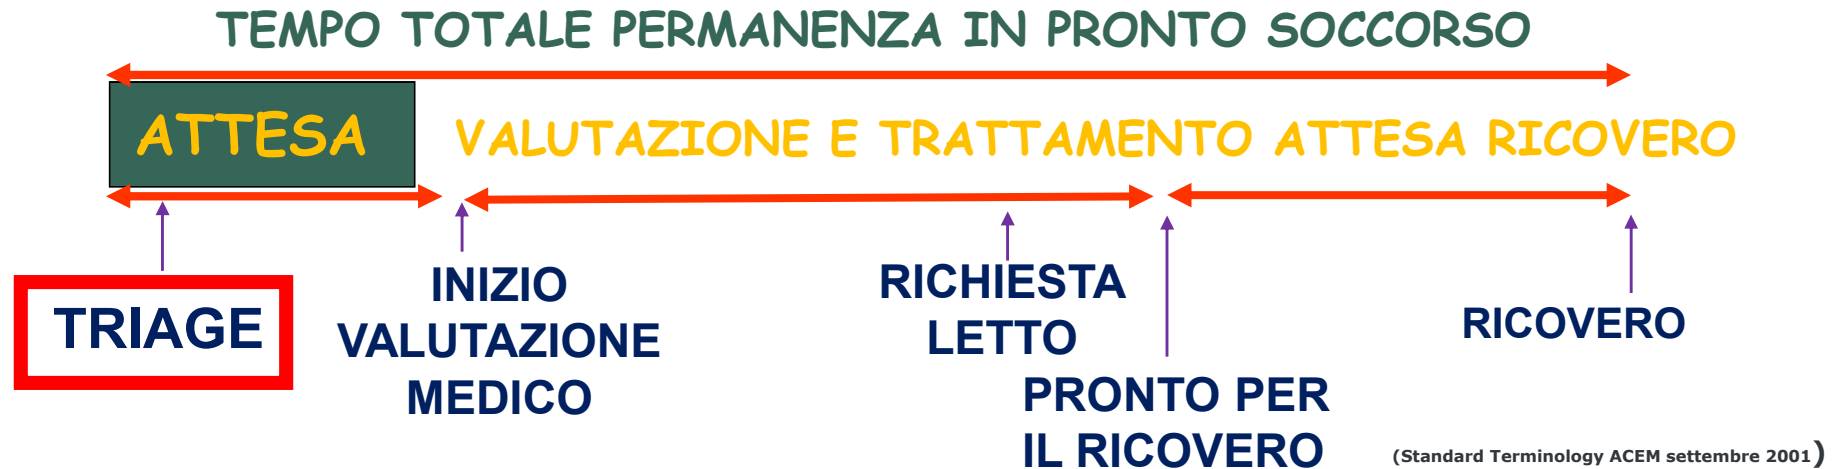 TEMPO TOTALE PERMANENZA IN PRONTO SOCCORSO
ATTESA VALUTAZIONE E TRATTAMENTO ATTESA RICOVERO
TRIAGE
INIZIO
VALUTAZIONE
MEDICO
RICHIESTA
LETTO
PRONTO PER
IL RICOVERO
RICOVERO
(Standard Terminology ACEM settembre 2001)